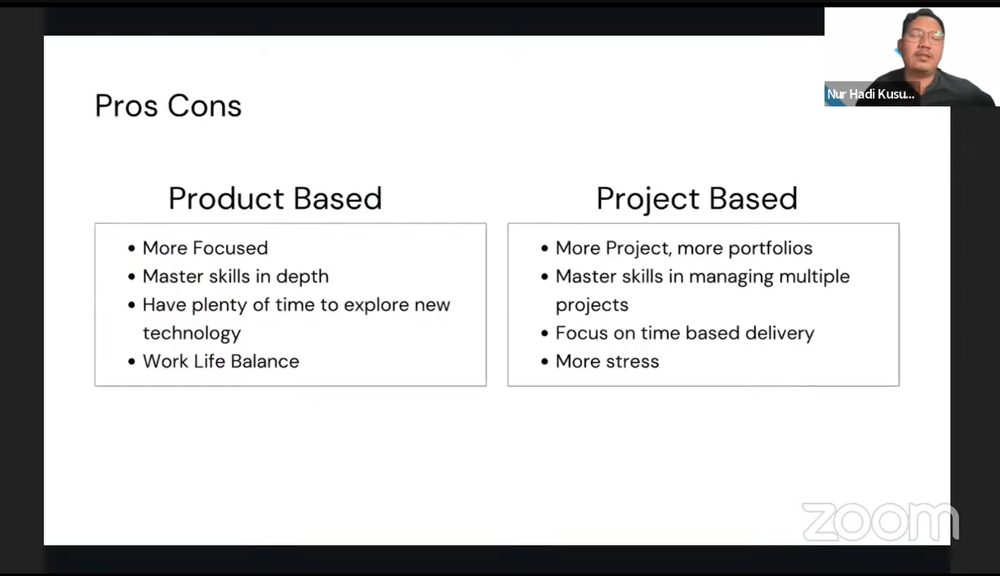 Nur Hadi Kusu...
Pros Cons
Product Based
• More Focused
• Master skills in depth
• Have plenty of time to explore new
technology
• Work Life Balance
Project Based
• More Project, more portfolios
• Master skills in managing multiple
projects
• Focus on time based delivery
• More stress
zoom